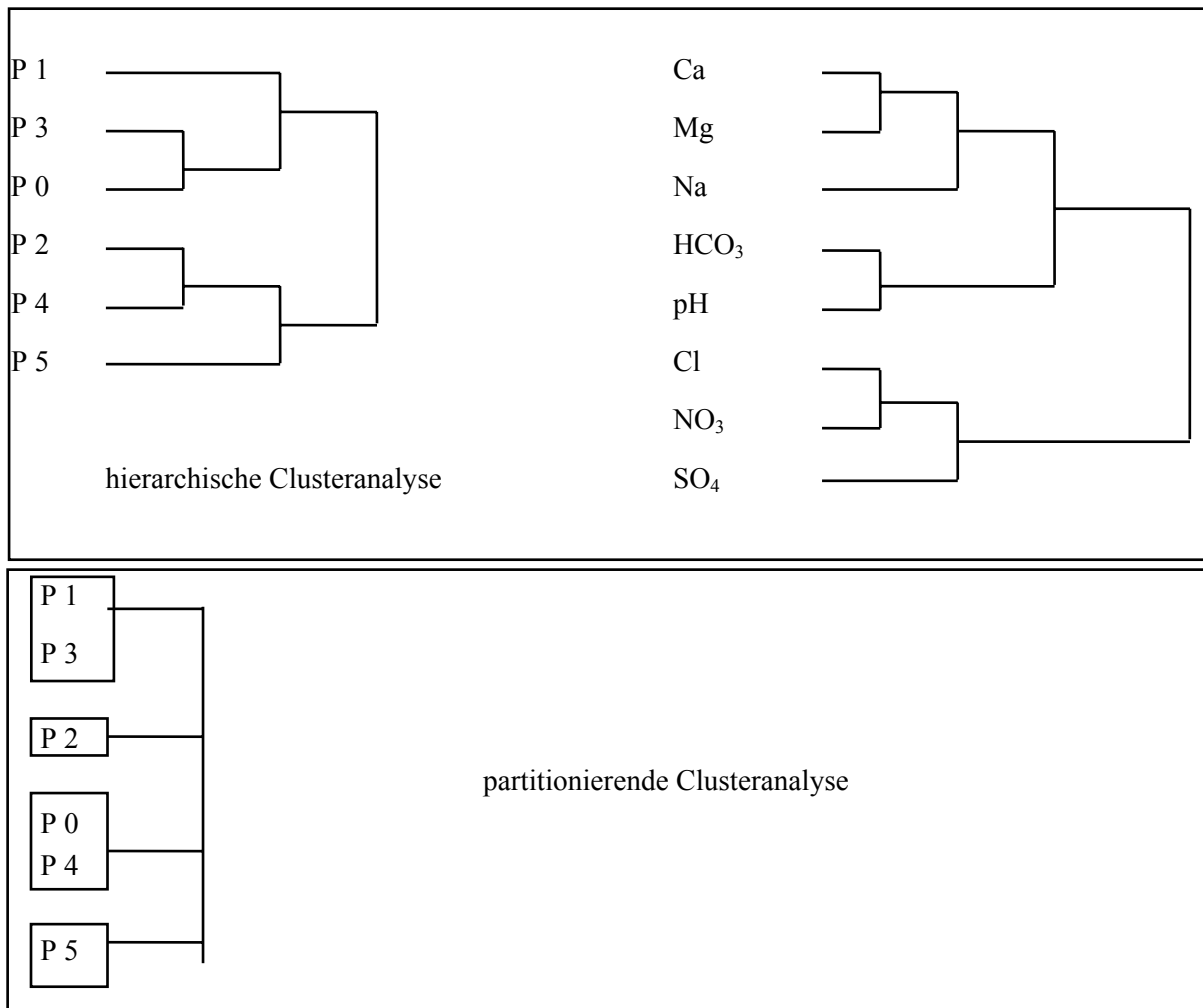 P 1
P 3
P 0
P 2
P 4
P 5
hierarchische Clusteranalyse
Ca
Mg
Na
HCO₃
pH
Cl
NO₃
SO₄
P 1
P 3
P 2
P 0
P 4
P 5
partitionierende Clusteranalyse